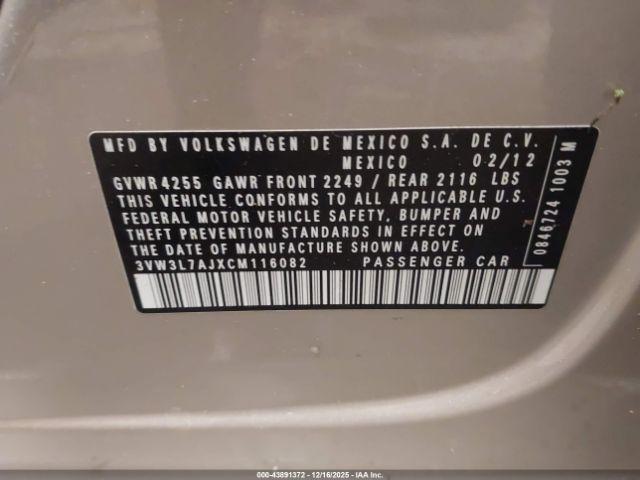 MFD BY VOLKSWAGEN DE MEXICO S.A. DE C.V.
MEXICO 02/12
GVWR 4255 GAWR FRONT 2249 / REAR 2116 LBS
THIS VEHICLE CONFORMS TO ALL APPLICABLE U.S.
FEDERAL MOTOR VEHICLE SAFETY, BUMPER AND
THEFT PREVENTION STANDARDS IN EFFECT ON
THE DATE OF MANUFACTURE SHOWN ABOVE.
3VW3L7AJXCM116082 PASSENGER CAR
0846724 1003 M
000-43891372 - 12/16/2025 - IAA Inc.